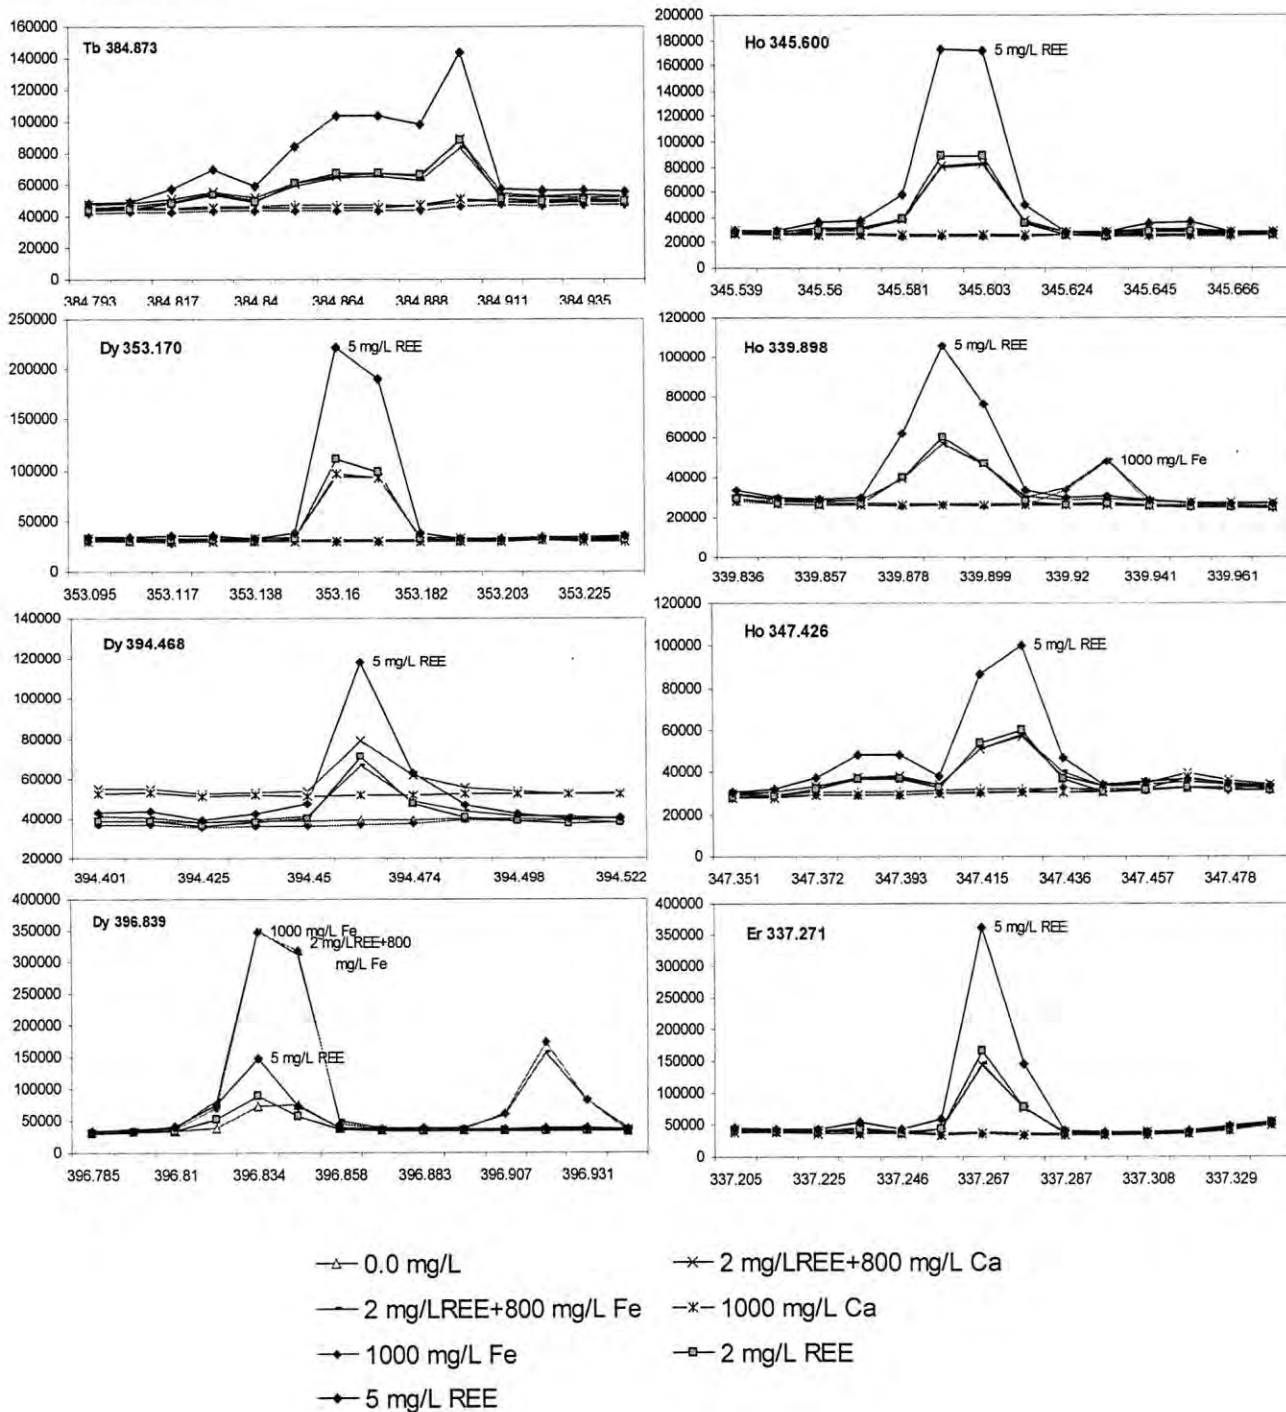 Tb 384.873
160000
140000
120000
100000
80000
60000
40000
20000
0
384.793 384.817 384.84 384.864 384.888 384.911 384.935
Ho 345.600
5 mg/L REE
200000
180000
160000
140000
120000
100000
80000
60000
40000
20000
0
345.539 345.56 345.581 345.603 345.624 345.645 345.666
Dy 353.170
5 mg/L REE
250000
200000
150000
100000
50000
0
353.095 353.117 353.138 353.16 353.182 353.203 353.225
Ho 339.898
5 mg/L REE
1000 mg/L Fe
120000
100000
80000
60000
40000
20000
0
339.836 339.857 339.878 339.899 339.92 339.941 339.961
Dy 394.468
5 mg/L REE
140000
120000
100000
80000
60000
40000
20000
394.401 394.425 394.45 394.474 394.498 394.522
Ho 347.426
5 mg/L REE
120000
100000
80000
60000
40000
20000
0
347.351 347.372 347.393 347.415 347.436 347.457 347.478
Dy 396.839
1000 mg/L Fe
2 mg/LREE+800
mg/L Fe
5 mg/L REE
400000
350000
300000
250000
200000
150000
100000
50000
0
396.785 396.81 396.834 396.858 396.883 396.907 396.931
Er 337.271
5 mg/L REE
400000
350000
300000
250000
200000
150000
100000
50000
0
337.205 337.225 337.246 337.267 337.287 337.308 337.329
0.0 mg/L
2 mg/LREE+800 mg/L Ca
2 mg/LREE+800 mg/L Fe
1000 mg/L Ca
1000 mg/L Fe
2 mg/L REE
5 mg/L REE